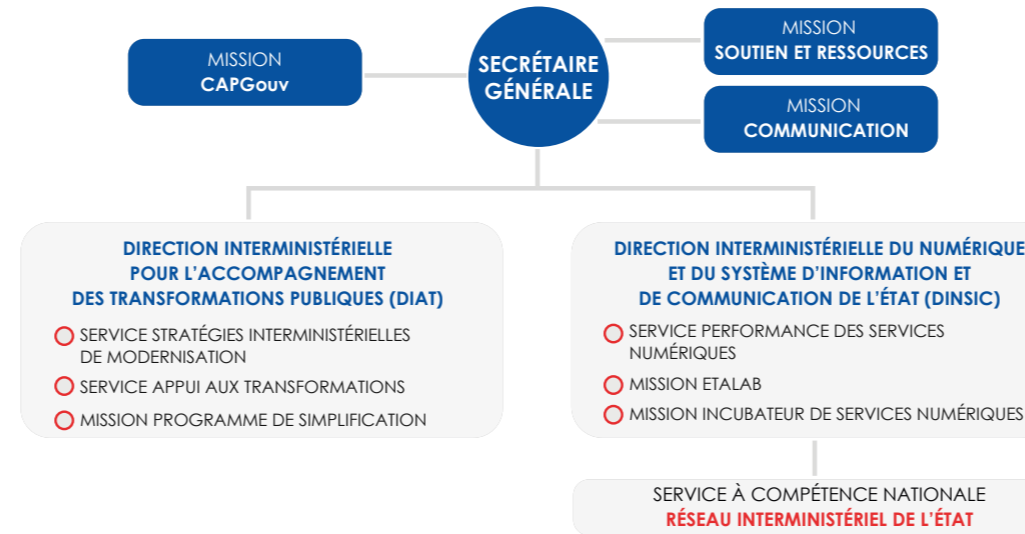 MISSION
CAPGouv
SECRÉTAIRE
GÉNÉRALE
MISSION
SOUTIEN ET RESSOURCES
MISSION
COMMUNICATION
DIRECTION INTERMINISTÉRIELLE
POUR L'ACCOMPAGNEMENT
DES TRANSFORMATIONS PUBLIQUES (DIAT)
SERVICE STRATÉGIES INTERMINISTÉRIELLES
DE MODERNISATION
SERVICE APPUI AUX TRANSFORMATIONS
MISSION PROGRAMME DE SIMPLIFICATION
DIRECTION INTERMINISTÉRIELLE DU NUMÉRIQUE
ET DU SYSTÈME D'INFORMATION ET
DE COMMUNICATION DE L'ÉTAT (DINSIC)
SERVICE PERFORMANCE DES SERVICES
NUMÉRIQUES
MISSION ETALAB
MISSION INCUBATEUR DE SERVICES NUMÉRIQUES
SERVICE À COMPÉTENCE NATIONALE
RÉSEAU INTERMINISTÉRIEL DE L'ÉTAT